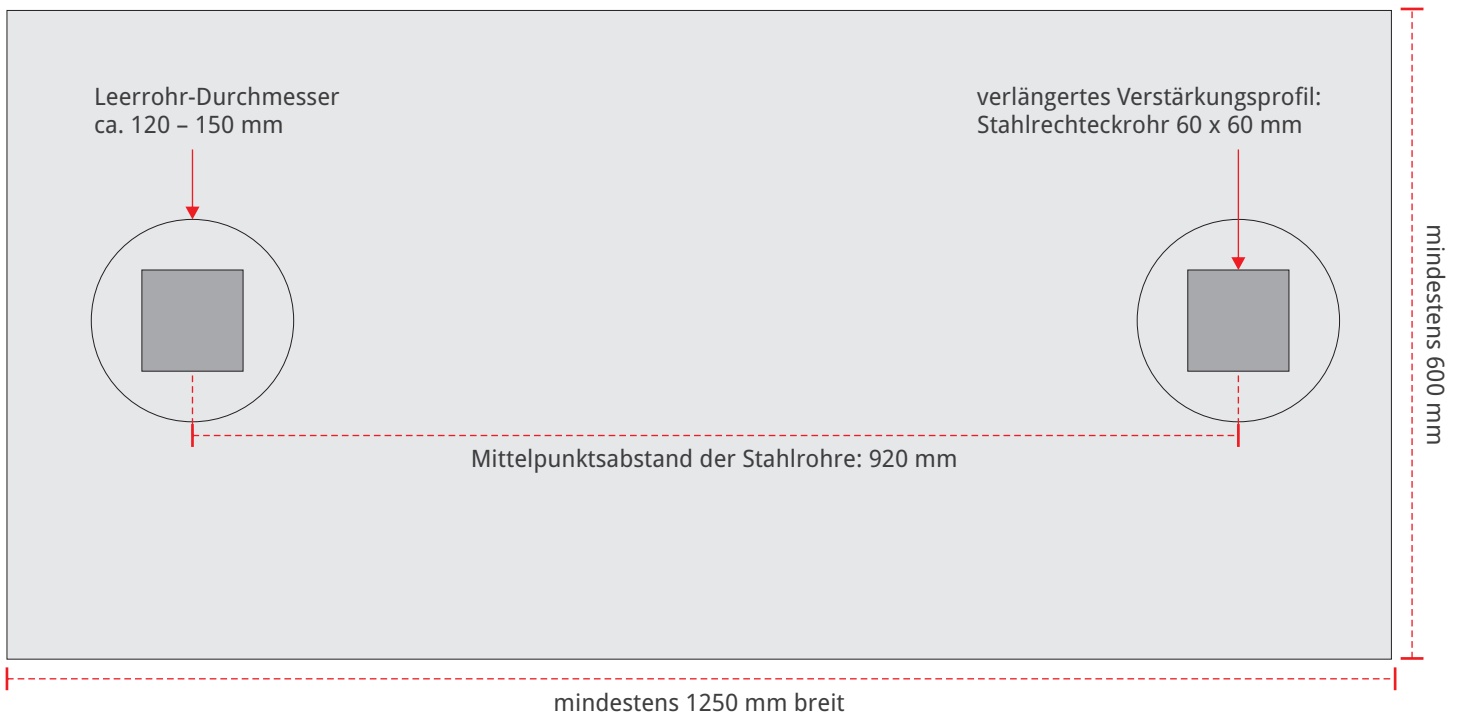 Leerrohr-Durchmesser
ca. 120 – 150 mm
verlängertes Verstärkungsprofil:
Stahlrechteckrohr 60 x 60 mm
mindestens 600 mm
Mittelpunktsabstand der Stahlrohre: 920 mm
mindestens 1250 mm breit